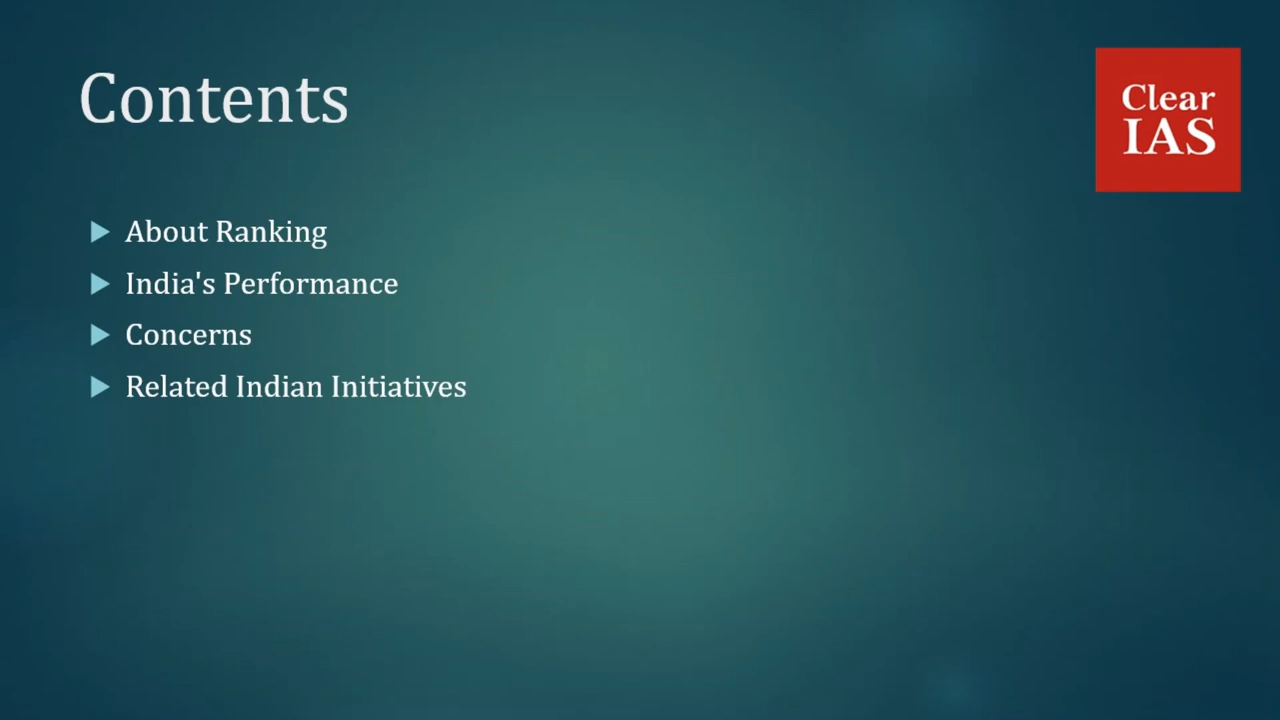 Contents
Clear
IAS
About Ranking
India's Performance
Concerns
Related Indian Initiatives